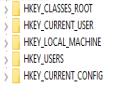 HKEY_CLASSES_ROOT
HKEY_CURRENT_USER
HKEY_LOCAL_MACHINE
HKEY_USERS
HKEY_CURRENT_CONFIG